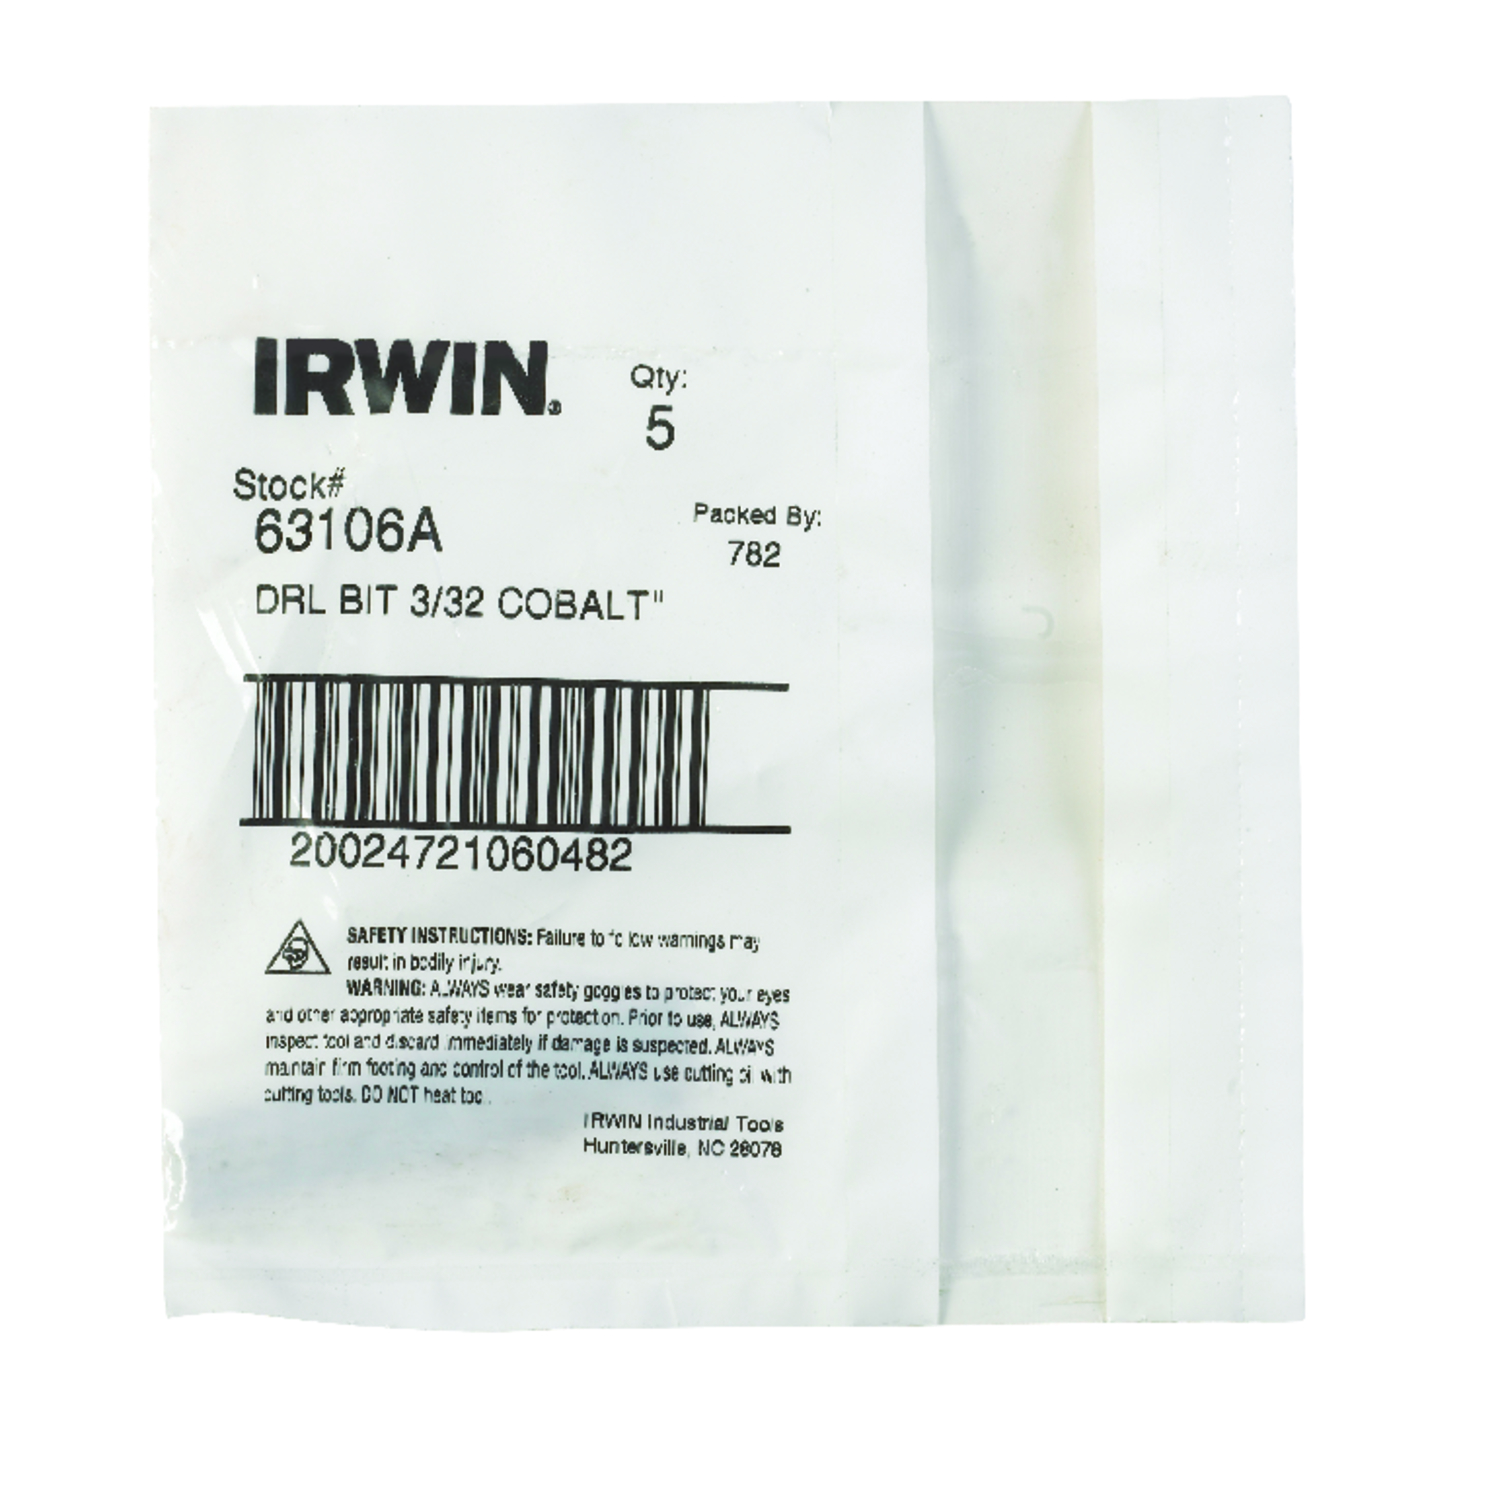 IRWIN®
Qty:
5
Stock#
63106A
Packed By:
782
DRL BIT 3/32 COBALT"
20024721060482
SAFETY INSTRUCTIONS: Failure to follow warnings may
result in bodily injury.
WARNING: ALWAYS wear safety goggles to protect your eyes
and other appropriate safety items for protection. Prior to use, ALWAYS
inspect tool and discard immediately if damage is suspected. ALWAYS
maintain firm footing and control of the tool. ALWAYS use cutting oil with
cutting tools. DO NOT heat tool.
IRWIN Industrial Tools
Huntersville, NC 28078